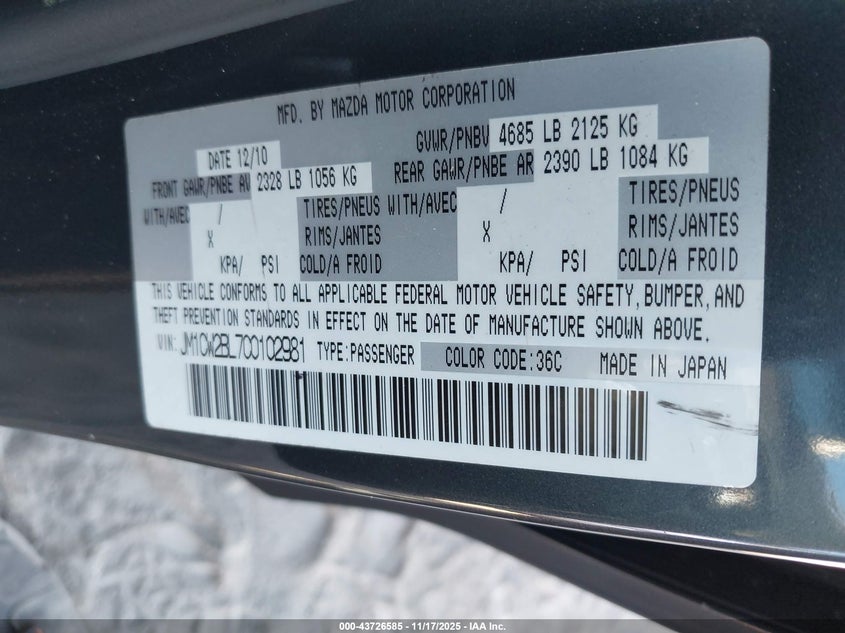 MFD. BY MAZDA MOTOR CORPORATION
DATE 12/10 GVWR/PNBV 4685 LB 2125 KG
FRONT GAWR/PNBE AV 2328 LB 1056 KG REAR GAWR/PNBE AR 2390 LB 1084 KG
WITH/AVEC / TIRES/PNEUS WITH/AVEC / TIRES/PNEUS
X RIMS/JANTES X RIMS/JANTES
KPA/ PSI COLD/A FROID KPA/ PSI COLD/A FROID
THIS VEHICLE CONFORMS TO ALL APPLICABLE FEDERAL MOTOR VEHICLE SAFETY, BUMPER, AND
THEFT PREVENTION STANDARDS IN EFFECT ON THE DATE OF MANUFACTURE SHOWN ABOVE.
VIN: JM1CW2BL7C0102981 TYPE:PASSENGER COLOR CODE:36C MADE IN JAPAN
000-43726585 - 11/17/2025 - IAA Inc.